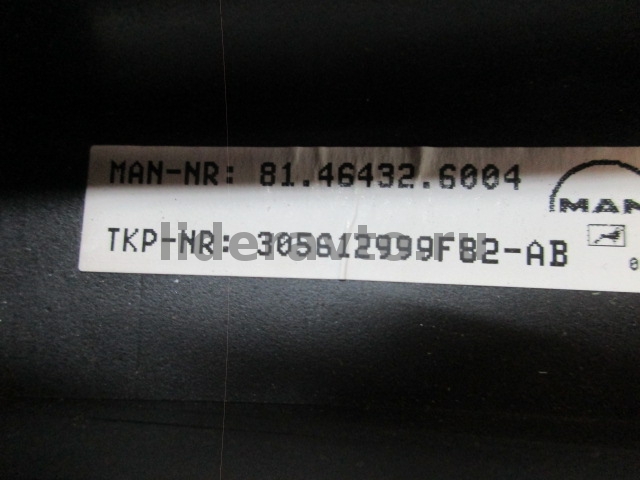 MAN-NR: 81.46432.6004
MAN
TKP-NR: 305612999F82-AB
lideravto.ru